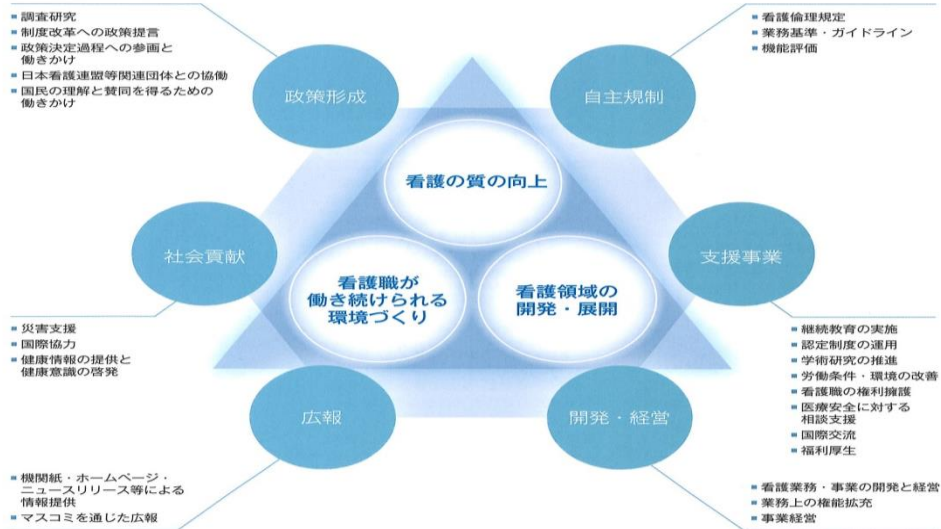 調査研究
制度改革への政策提言
政策決定過程への参画と
働きかけ
日本看護連盟等関連団体との協働
国民の理解と賛同を得るための
働きかけ
政策形成
自主規制
看護倫理規定
業務基準・ガイドライン
機能評価
看護の質の向上
社会貢献
支援事業
看護職が
働き続けられる
環境づくり
看護領域の
開発・展開
災害支援
国際協力
健康情報の提供と
健康意識の啓発
継続教育の実施
認定制度の運用
学術研究の推進
労働条件・環境の改善
看護職の権利擁護
医療安全に対する
相談支援
国際交流
福利厚生
広報
開発・経営
機関紙・ホームページ・
ニュースリリース等による
情報提供
マスコミを通じた広報
看護業務・事業の開発と経営
業務上の権能拡充
事業経営